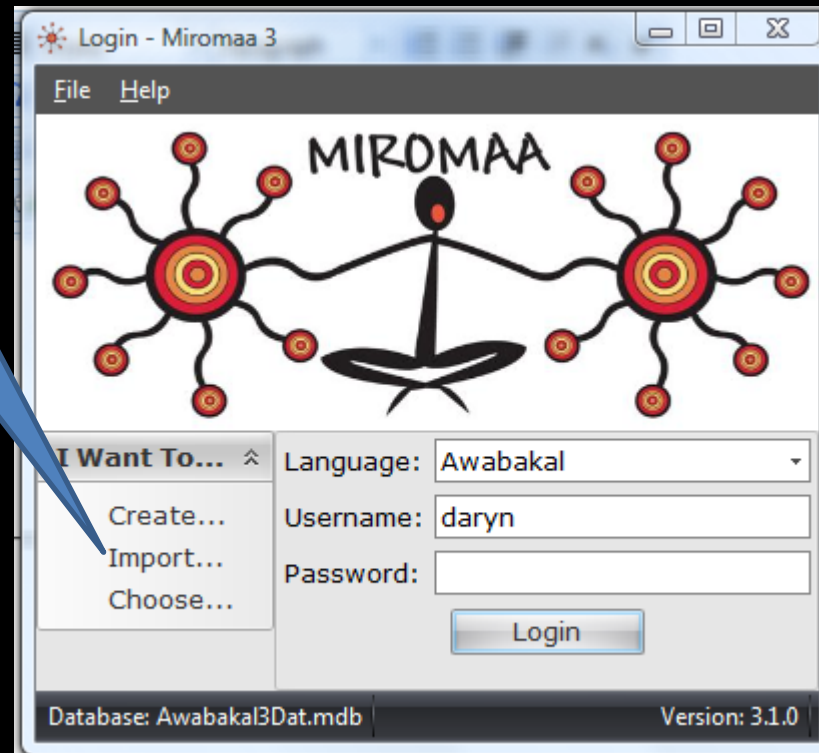 Login - Miromaa 3
File Help
MIROMAA
I Want To...
Create...
Import...
Choose...
Language: Awabakal
Username: daryn
Password:
Login
Database: Awabakal3Dat.mdb Version: 3.1.0